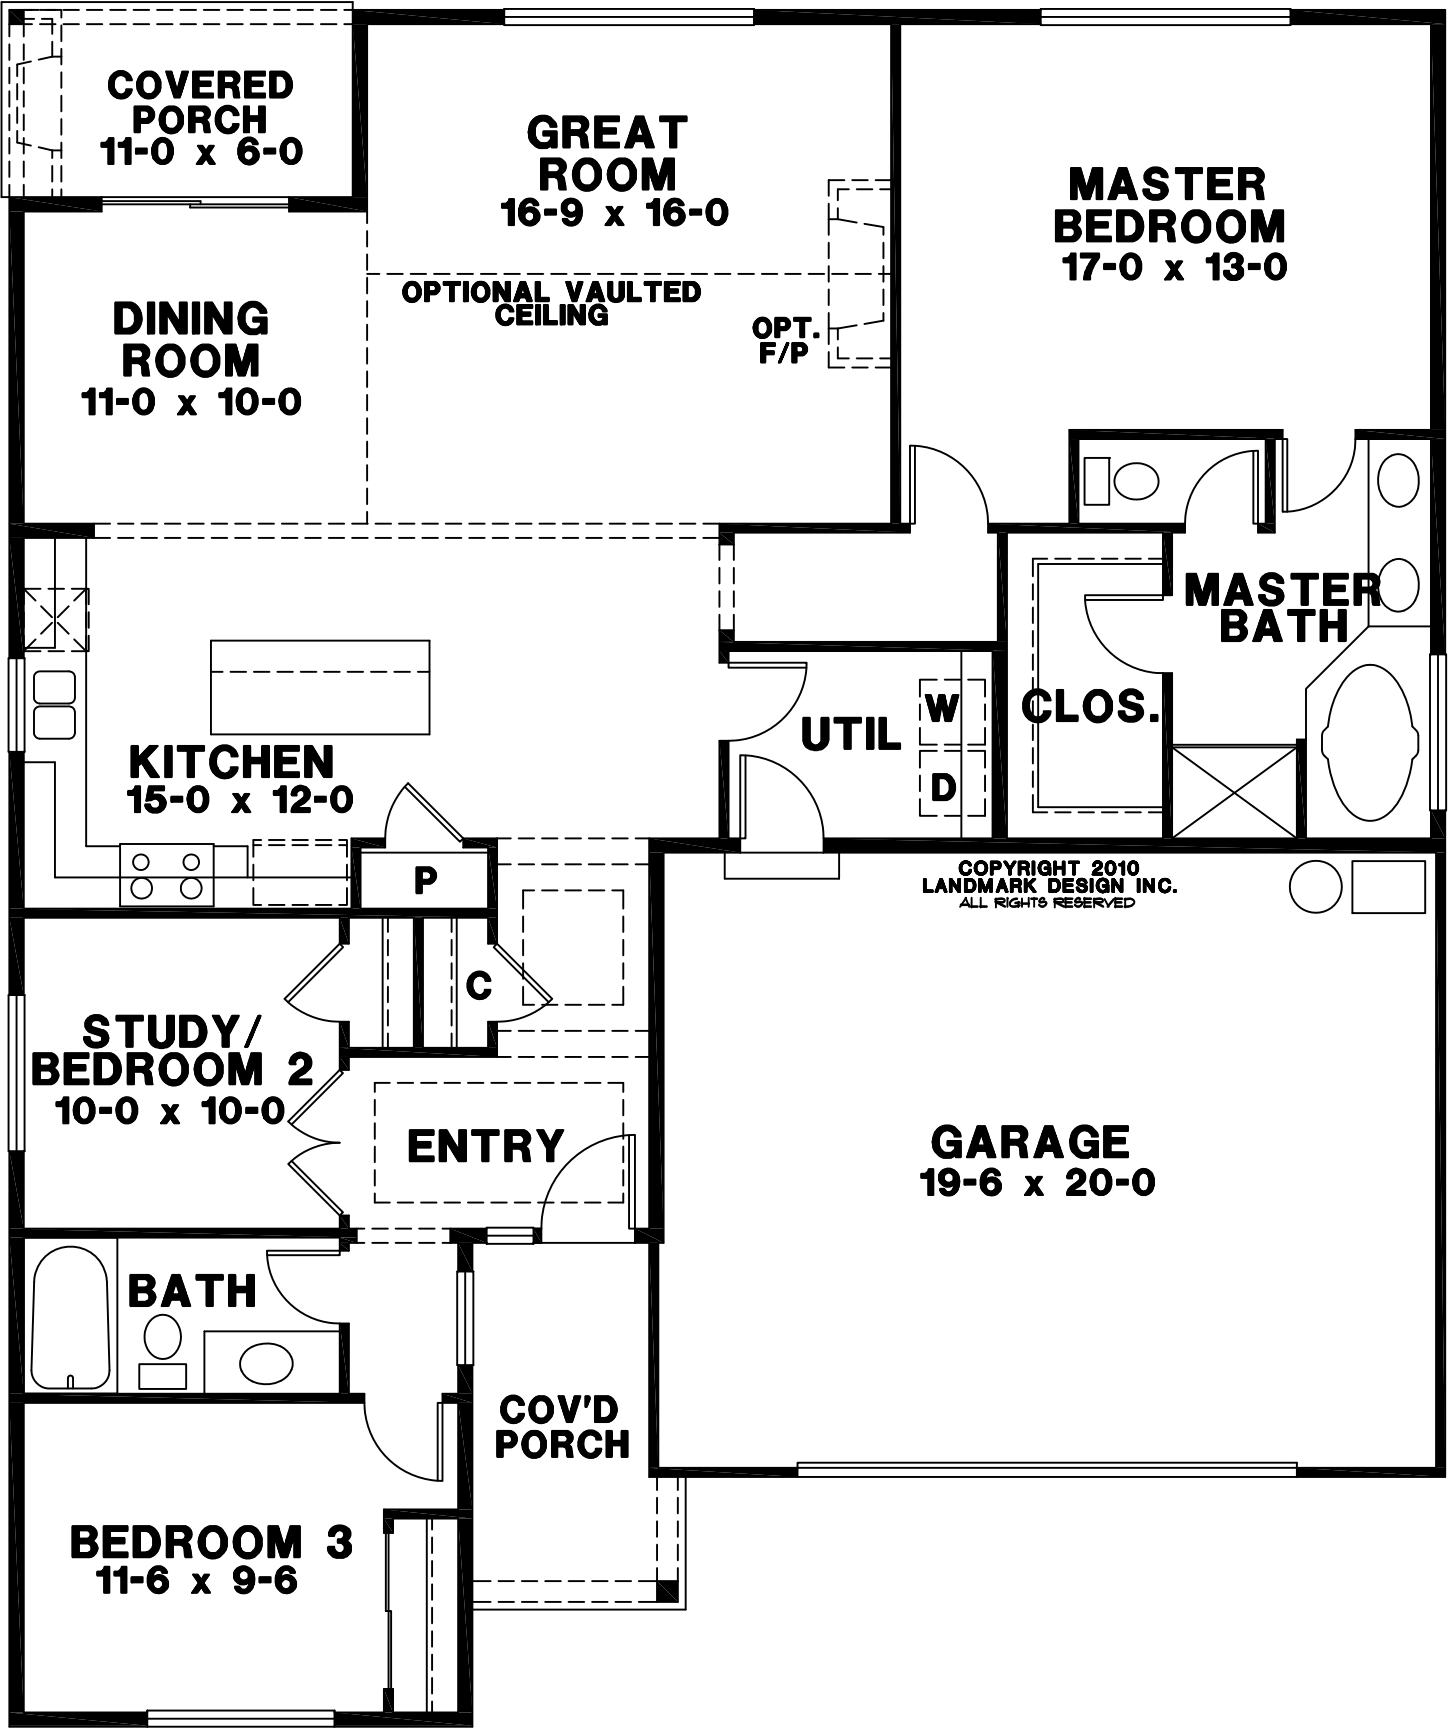 COVERED
PORCH
11-0 x 6-0
GREAT
ROOM
16-9 x 16-0
MASTER
BEDROOM
17-0 x 13-0
OPTIONAL VAULTED
CEILING
OPT.
F/P
DINING
ROOM
11-0 x 10-0
MASTER
BATH
CLOS.
UTIL
W
D
KITCHEN
15-0 x 12-0
P
COPYRIGHT 2010
LANDMARK DESIGN INC.
ALL RIGHTS RESERVED
C
STUDY/
BEDROOM 2
10-0 x 10-0
ENTRY
GARAGE
19-6 x 20-0
BATH
COV'D
PORCH
BEDROOM 3
11-6 x 9-6